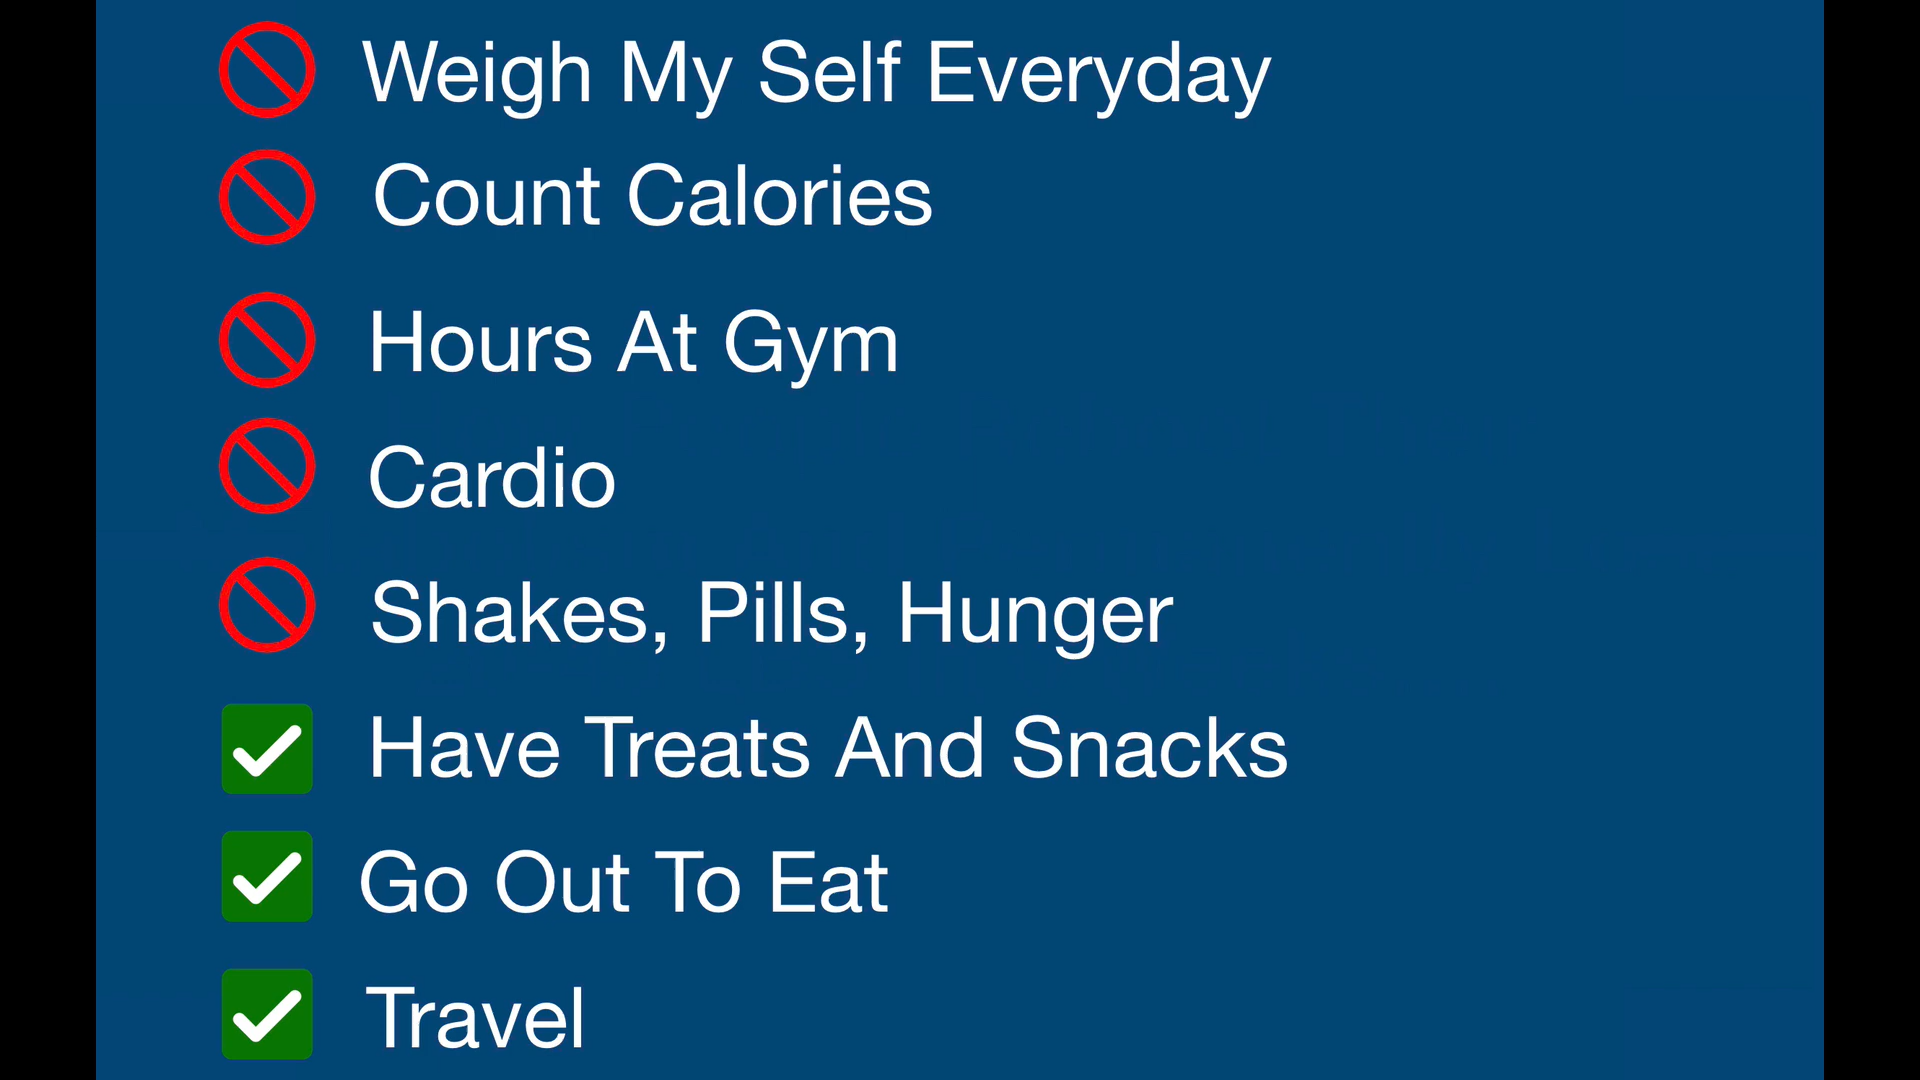 Weigh My Self Everyday
Count Calories
Hours At Gym
Cardio
Shakes, Pills, Hunger
Have Treats And Snacks
Go Out To Eat
Travel